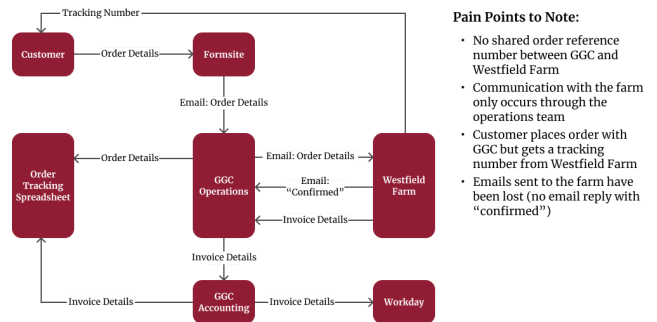 Tracking Number
Pain Points to Note:
Customer
Order Details
Formsite
• No shared order reference
number between GGC and
Westfield Farm
• Communication with the farm
only occurs through the
operations team
• Customer places order with
GGC but gets a tracking
number from Westfield Farm
• Emails sent to the farm have
been lost (no email reply with
“confirmed”)
Email: Order Details
Order
Tracking
Spreadsheet
Order Details
GGC
Operations
Email: Order Details
Email:
“Confirmed”
Invoice Details
Westfield
Farm
Invoice Details
Invoice Details
GGC
Accounting
Invoice Details
Workday